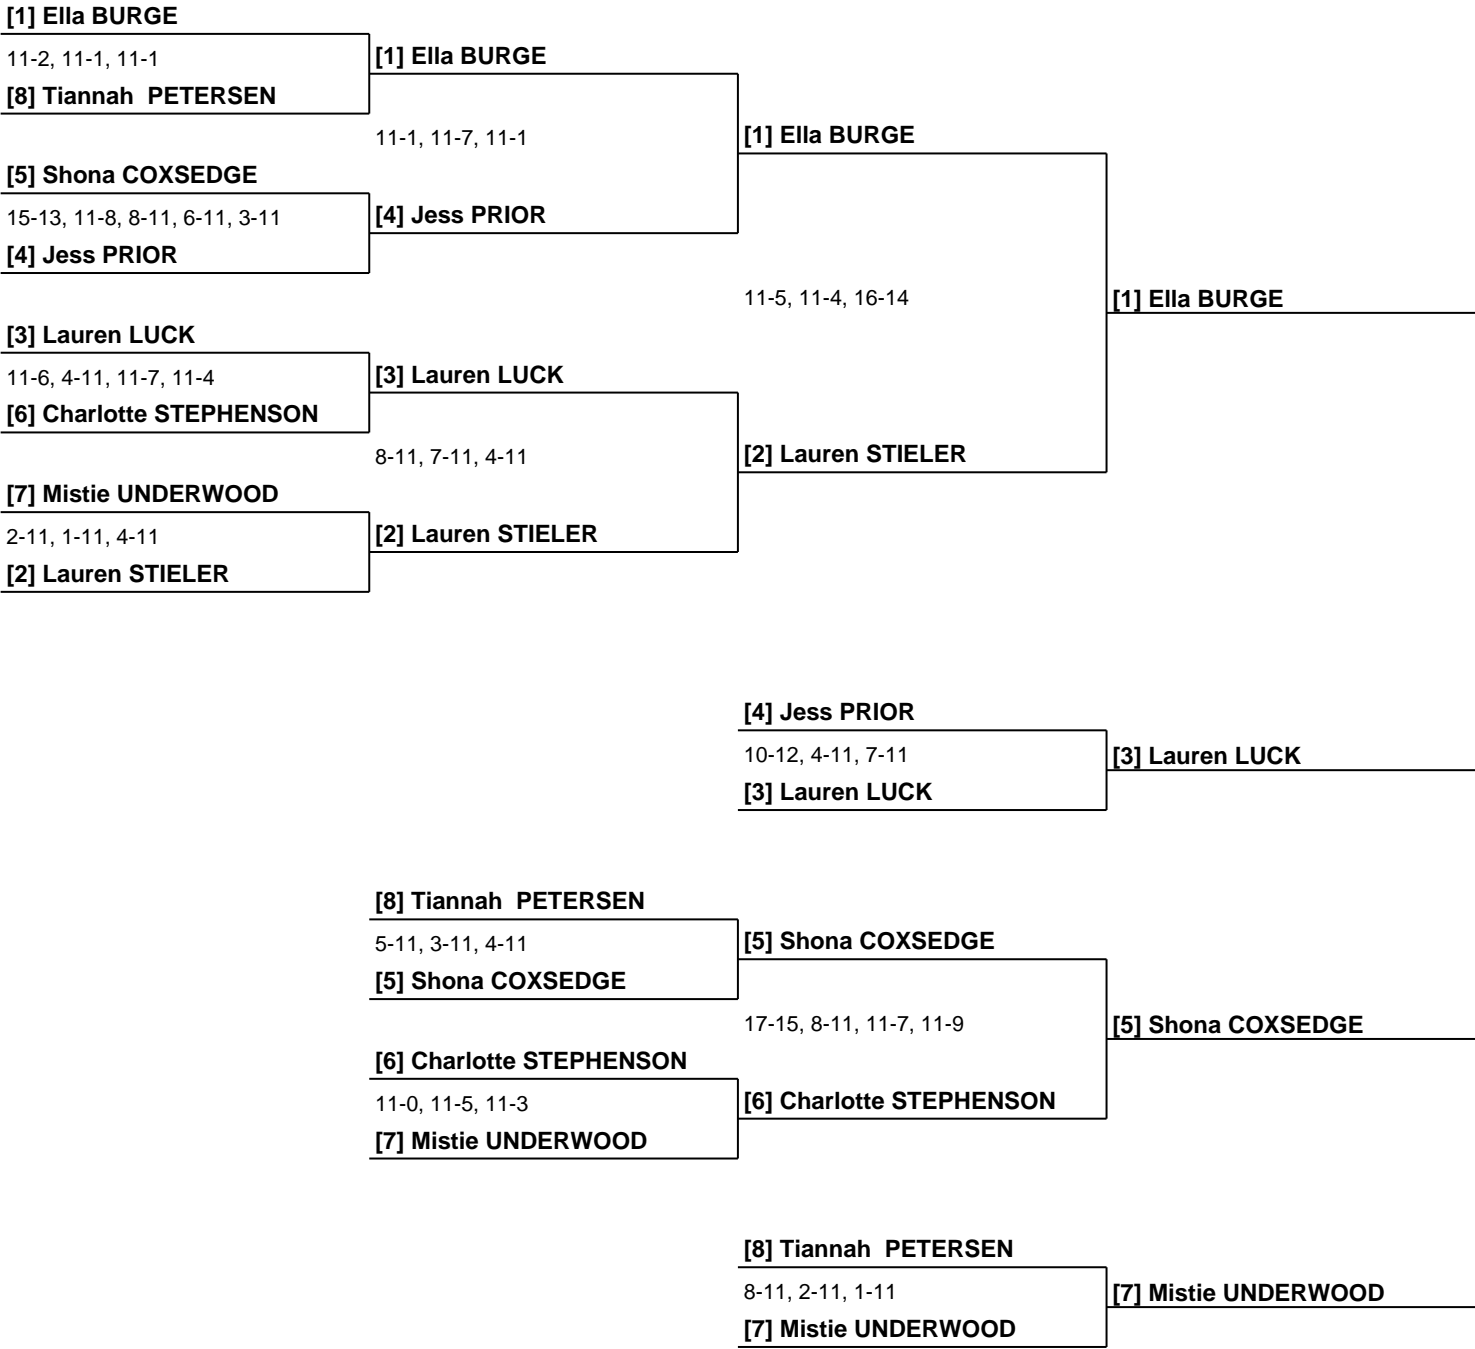 [1] Ella BURGE
11-2, 11-1, 11-1
[1] Ella BURGE
[8] Tiannah  PETERSEN
11-1, 11-7, 11-1
[1] Ella BURGE
[5] Shona COXSEDGE
15-13, 11-8, 8-11, 6-11, 3-11
[4] Jess PRIOR
[4] Jess PRIOR
11-5, 11-4, 16-14
[1] Ella BURGE
[3] Lauren LUCK
11-6, 4-11, 11-7, 11-4
[3] Lauren LUCK
[6] Charlotte STEPHENSON
8-11, 7-11, 4-11
[2] Lauren STIELER
[7] Mistie UNDERWOOD
2-11, 1-11, 4-11
[2] Lauren STIELER
[2] Lauren STIELER
[4] Jess PRIOR
10-12, 4-11, 7-11
[3] Lauren LUCK
[3] Lauren LUCK
[8] Tiannah  PETERSEN
5-11, 3-11, 4-11
[5] Shona COXSEDGE
[5] Shona COXSEDGE
17-15, 8-11, 11-7, 11-9
[5] Shona COXSEDGE
[6] Charlotte STEPHENSON
11-0, 11-5, 11-3
[6] Charlotte STEPHENSON
[7] Mistie UNDERWOOD
[8] Tiannah  PETERSEN
8-11, 2-11, 1-11
[7] Mistie UNDERWOOD
[7] Mistie UNDERWOOD